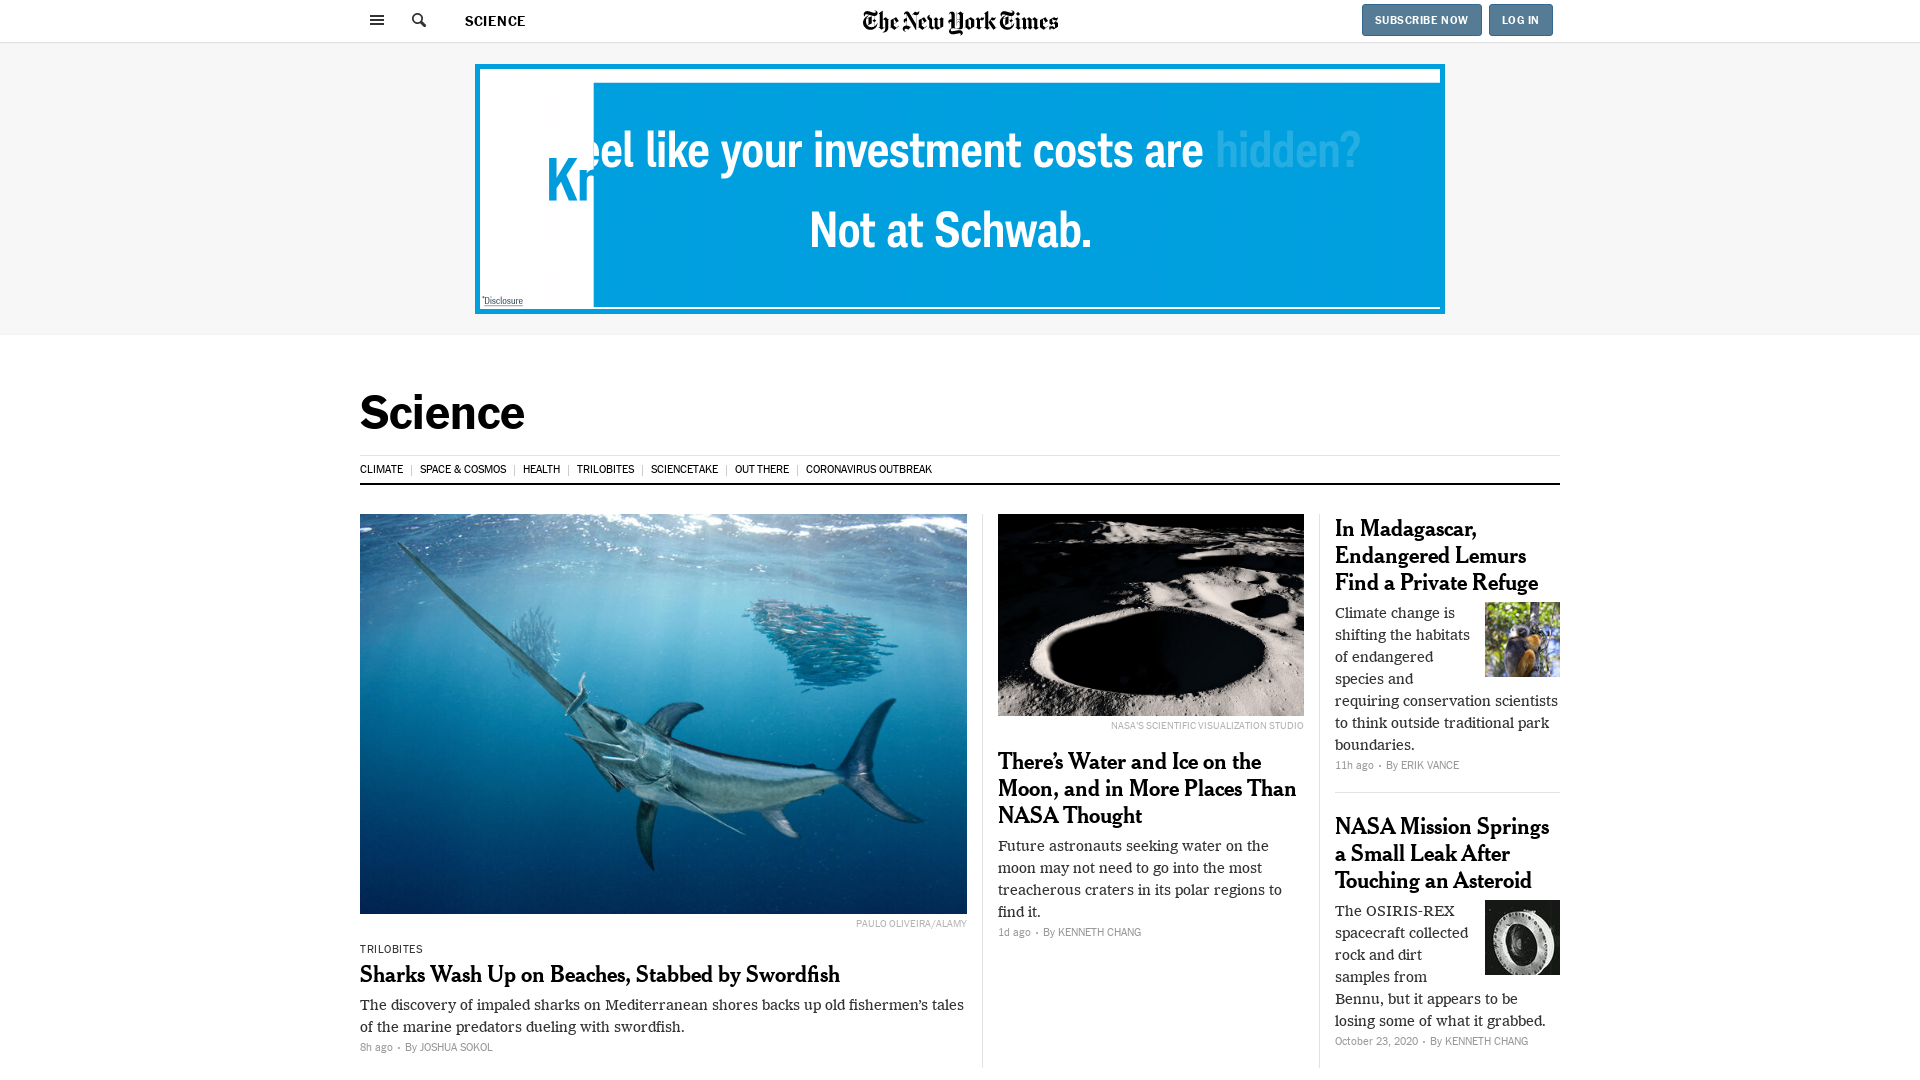 SCIENCE
The New York Times
SUBSCRIBE NOW
LOG IN
eel like your investment costs are hidden?
Not at Schwab.
*Disclosure
Science
CLIMATE
SPACE & COSMOS
HEALTH
TRILOBITES
SCIENCETAKE
OUT THERE
CORONAVIRUS OUTBREAK
PAULO OLIVEIRA/ALAMY
TRILOBITES
Sharks Wash Up on Beaches, Stabbed by Swordfish
The discovery of impaled sharks on Mediterranean shores backs up old fishermen’s tales
of the marine predators dueling with swordfish.
8h ago • By JOSHUA SOKOL
NASA'S SCIENTIFIC VISUALIZATION STUDIO
There’s Water and Ice on the
Moon, and in More Places Than
NASA Thought
Future astronauts seeking water on the
moon may not need to go into the most
treacherous craters in its polar regions to
find it.
1d ago • By KENNETH CHANG
In Madagascar,
Endangered Lemurs
Find a Private Refuge
Climate change is
shifting the habitats
of endangered
species and
requiring conservation scientists
to think outside traditional park
boundaries.
11h ago • By ERIK VANCE
NASA Mission Springs
a Small Leak After
Touching an Asteroid
The OSIRIS-REX
spacecraft collected
rock and dirt
samples from
Bennu, but it appears to be
losing some of what it grabbed.
October 23, 2020 • By KENNETH CHANG